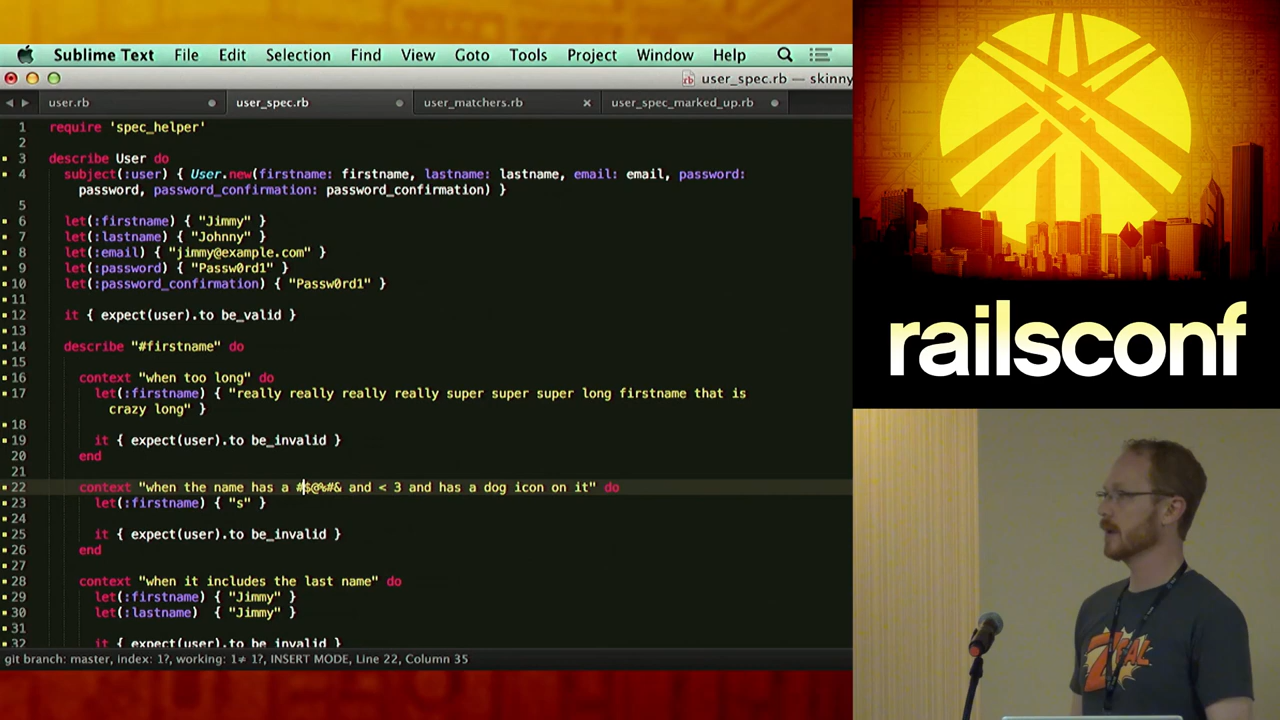 Sublime Text File Edit Selection Find View Goto Tools Project Window Help
user_spec.rb — skinny
user.rb user_spec.rb user_matchers.rb user_spec_marked_up.rb
1 require 'spec_helper'
2
3 describe User do
4 subject(:user) { User.new(firstname: firstname, lastname: lastname, email: email, password:
password, password_confirmation: password_confirmation) }
5
6 let(:firstname) { "Jimmy" }
7 let(:lastname) { "Johnny" }
8 let(:email) { "jimmy@example.com" }
9 let(:password) { "Passw0rd1" }
10 let(:password_confirmation) { "Passw0rd1" }
11
12 it { expect(user).to be_valid }
13
14 describe "#firstname" do
15
16 context "when too long" do
17 let(:firstname) { "really really really really super super super long firstname that is
crazy long" }
18
19 it { expect(user).to be_invalid }
20 end
21
22 context "when the name has a #$@%#& and < 3 and has a dog icon on it" do
23 let(:firstname) { "s" }
24
25 it { expect(user).to be_invalid }
26 end
27
28 context "when it includes the last name" do
29 let(:firstname) { "Jimmy" }
30 let(:lastname) { "Jimmy" }
31
32 it { expect(user).to be_invalid }
git branch: master, index: 1?, working: 1≠ 1?, INSERT MODE, Line 22, Column 35
railsconf